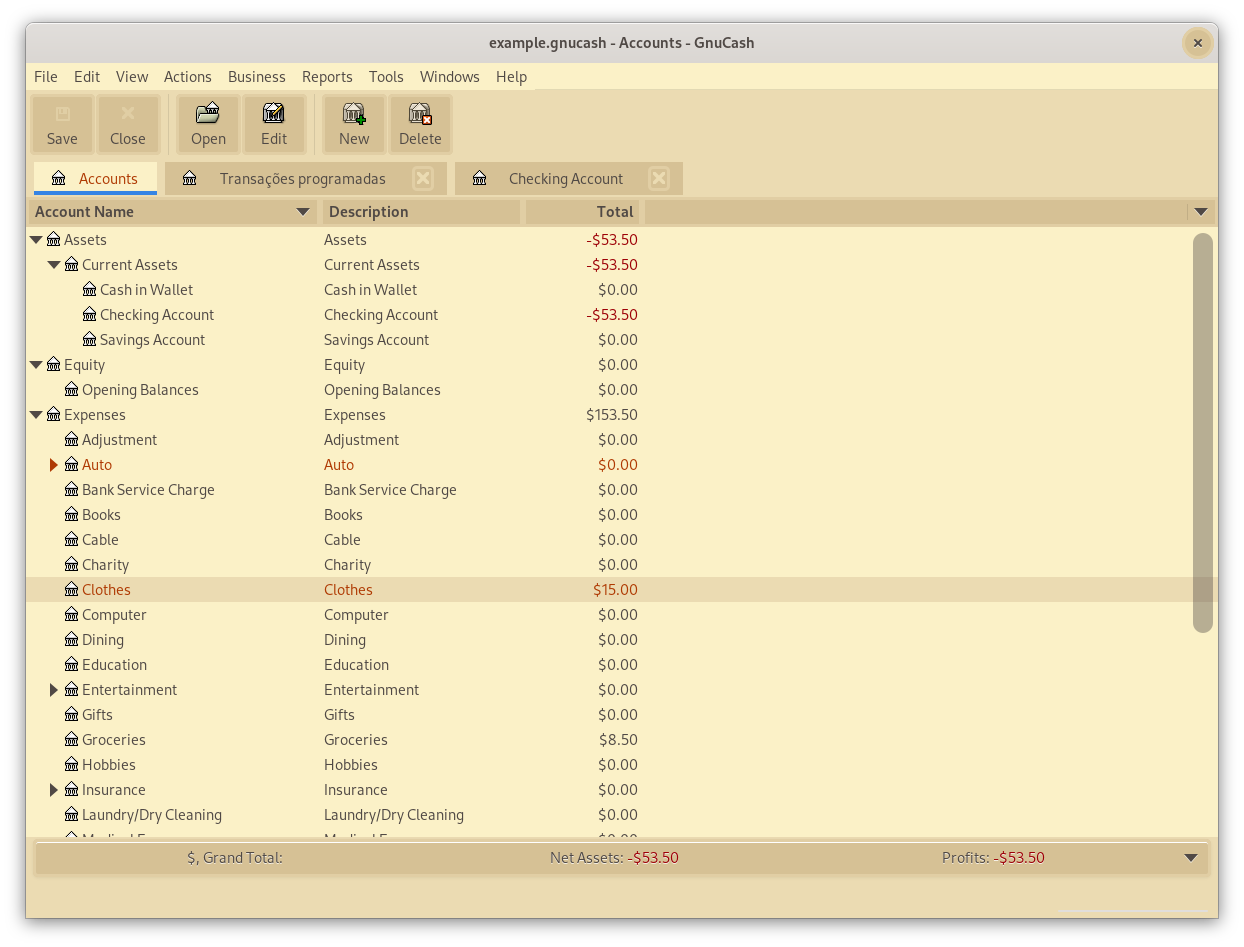 example.gnucash - Accounts - GnuCash
File Edit View Actions Business Reports Tools Windows Help
Save Close Open Edit New Delete
Accounts Transações programadas Checking Account
Account Name Description Total
Assets Assets -$53.50
Current Assets Current Assets -$53.50
Cash in Wallet Cash in Wallet $0.00
Checking Account Checking Account -$53.50
Savings Account Savings Account $0.00
Equity Equity $0.00
Opening Balances Opening Balances $0.00
Expenses Expenses $153.50
Adjustment Adjustment $0.00
Auto Auto $0.00
Bank Service Charge Bank Service Charge $0.00
Books Books $0.00
Cable Cable $0.00
Charity Charity $0.00
Clothes Clothes $15.00
Computer Computer $0.00
Dining Dining $0.00
Education Education $0.00
Entertainment Entertainment $0.00
Gifts Gifts $0.00
Groceries Groceries $8.50
Hobbies Hobbies $0.00
Insurance Insurance $0.00
Laundry/Dry Cleaning Laundry/Dry Cleaning $0.00
$, Grand Total: Net Assets: -$53.50 Profits: -$53.50